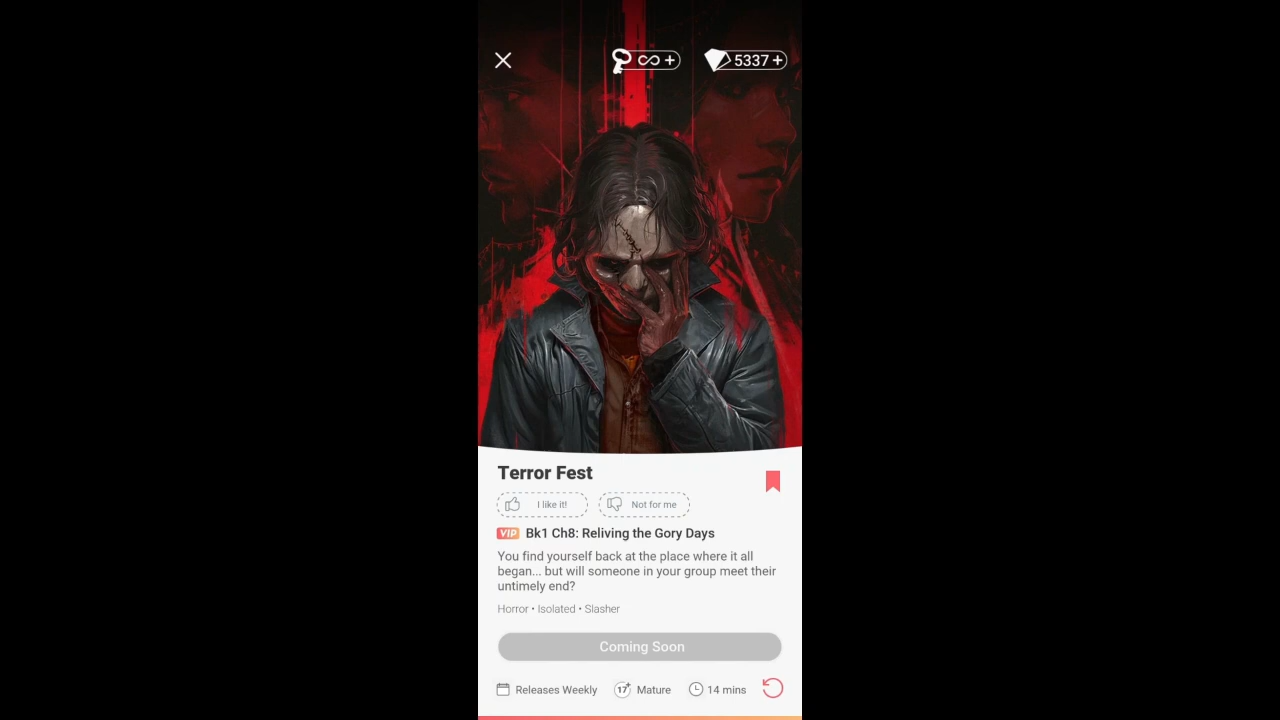 ∞ +
5337 +
Terror Fest
I like it!
Not for me
VIP Bk1 Ch8: Reliving the Gory Days
You find yourself back at the place where it all
began... but will someone in your group meet their
untimely end?
Horror • Isolated • Slasher
Coming Soon
Releases Weekly
17+ Mature
14 mins